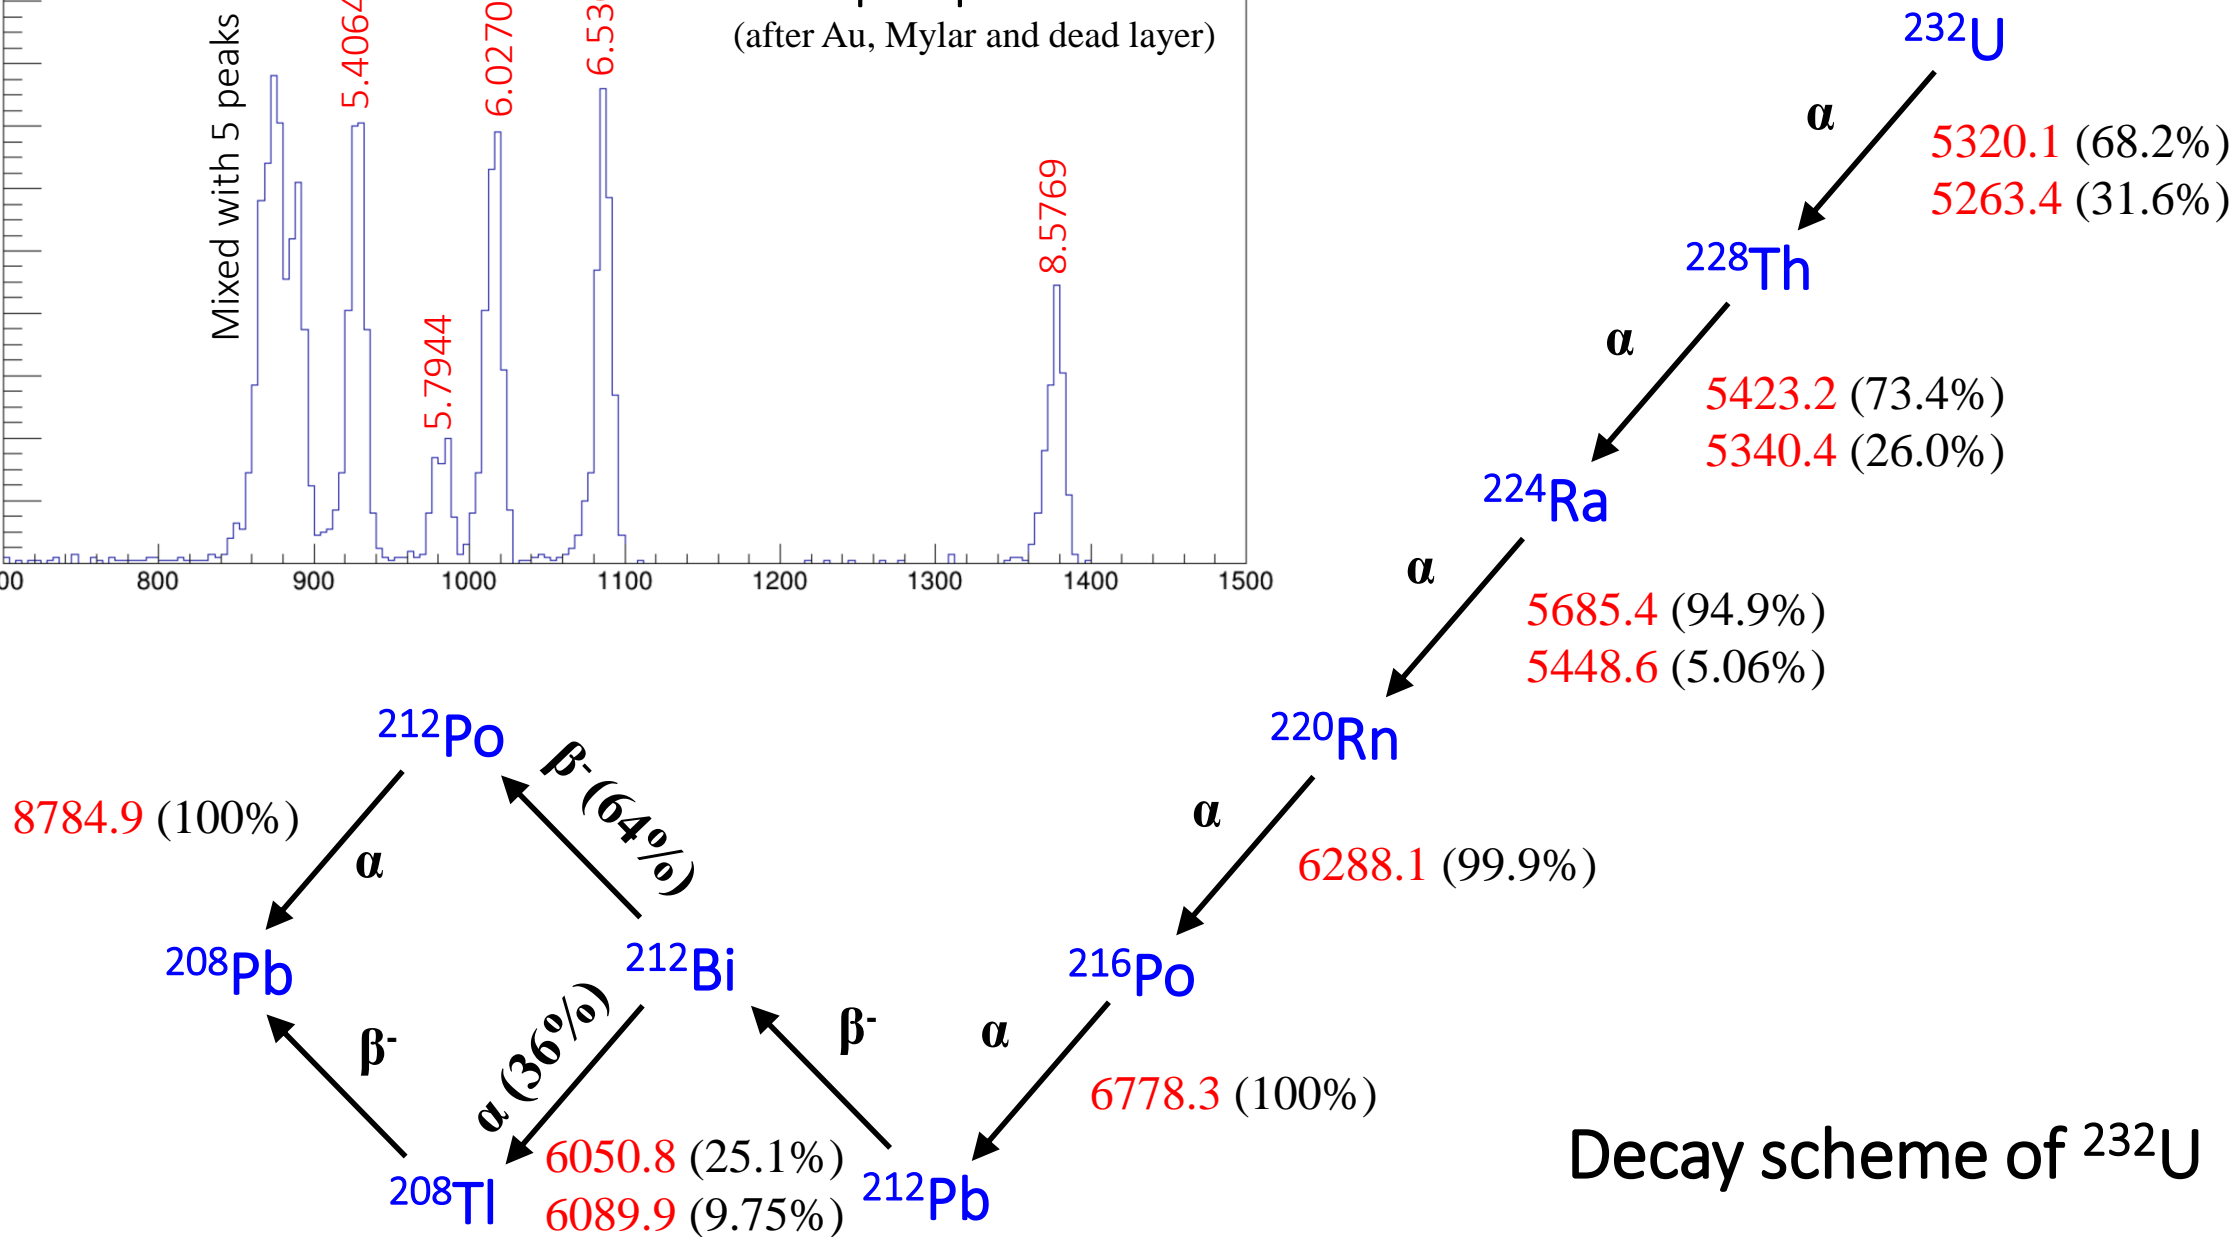 Mixed with 5 peaks
5.4064
5.7944
6.0270
6.53
8.5769
(after Au, Mylar and dead layer)
00 800 900 1000 1100 1200 1300 1400 1500
232U
α
5320.1 (68.2%)
5263.4 (31.6%)
228Th
α
5423.2 (73.4%)
5340.4 (26.0%)
224Ra
α
5685.4 (94.9%)
5448.6 (5.06%)
220Rn
α
6288.1 (99.9%)
216Po
α
6778.3 (100%)
212Pb
β-
212Bi
β- (64%)
212Po
8784.9 (100%)
α
208Pb
α (36%)
6050.8 (25.1%)
6089.9 (9.75%)
208Tl
β-
Decay scheme of 232U